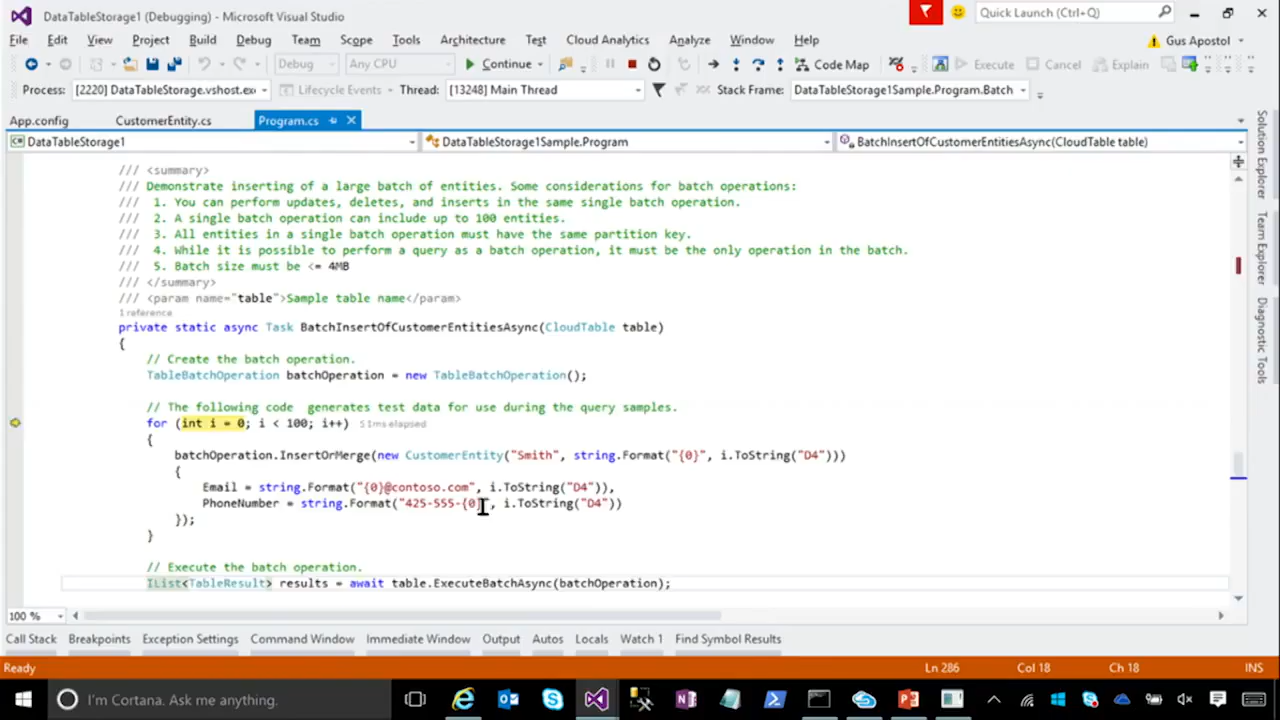 DataTableStorage1 (Debugging) - Microsoft Visual Studio
Quick Launch (Ctrl+Q)
File Edit View Project Build Debug Team Scope Tools Architecture Test Cloud Analytics Analyze Window Help
Gus Apostol
Debug Any CPU Continue Code Map Execute Cancel Explain
Process: [2220] DataTableStorage.vshost.ex Lifecycle Events Thread: [13248] Main Thread Stack Frame: DataTableStorage1Sample.Program.Batch
App.config CustomerEntity.cs Program.cs
DataTableStorage1 DataTableStorage1Sample.Program BatchInsertOfCustomerEntitiesAsync(CloudTable table)
/// <summary>
/// Demonstrate inserting of a large batch of entities. Some considerations for batch operations:
/// 1. You can perform updates, deletes, and inserts in the same single batch operation.
/// 2. A single batch operation can include up to 100 entities.
/// 3. All entities in a single batch operation must have the same partition key.
/// 4. While it is possible to perform a query as a batch operation, it must be the only operation in the batch.
/// 5. Batch size must be <= 4MB
/// </summary>
/// <param name="table">Sample table name</param>
1 reference
private static async Task BatchInsertOfCustomerEntitiesAsync(CloudTable table)
{
// Create the batch operation.
TableBatchOperation batchOperation = new TableBatchOperation();
// The following code  generates test data for use during the query samples.
for (int i = 0; i < 100; i++) 51ms elapsed
{
batchOperation.InsertOrMerge(new CustomerEntity("Smith", string.Format("{0}", i.ToString("D4")))
{
Email = string.Format("{0}@contoso.com", i.ToString("D4")),
PhoneNumber = string.Format("425-555-{0}", i.ToString("D4"))
});
}
// Execute the batch operation.
IList<TableResult> results = await table.ExecuteBatchAsync(batchOperation);
100 %
Call Stack Breakpoints Exception Settings Command Window Immediate Window Output Autos Locals Watch 1 Find Symbol Results
Ready Ln 286 Col 18 Ch 18 INS
I'm Cortana. Ask me anything.
Solution Explorer
Team Explorer
Diagnostic Tools